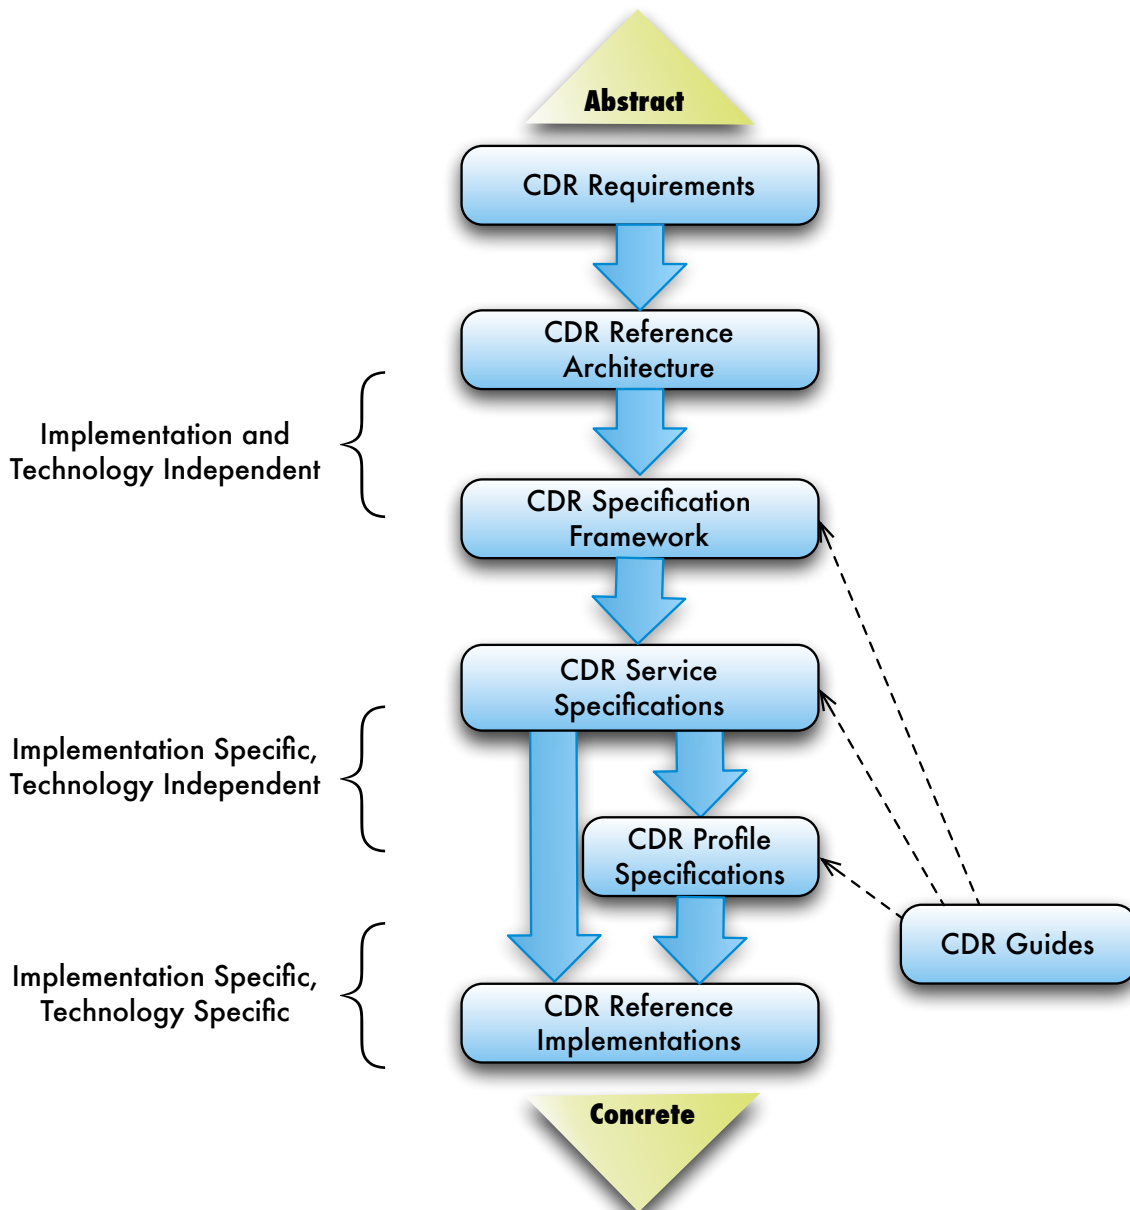 Abstract
CDR Requirements
CDR Reference
Architecture
Implementation and
Technology Independent
CDR Specification
Framework
CDR Service
Specifications
Implementation Specific,
Technology Independent
CDR Profile
Specifications
CDR Guides
Implementation Specific,
Technology Specific
CDR Reference
Implementations
Concrete